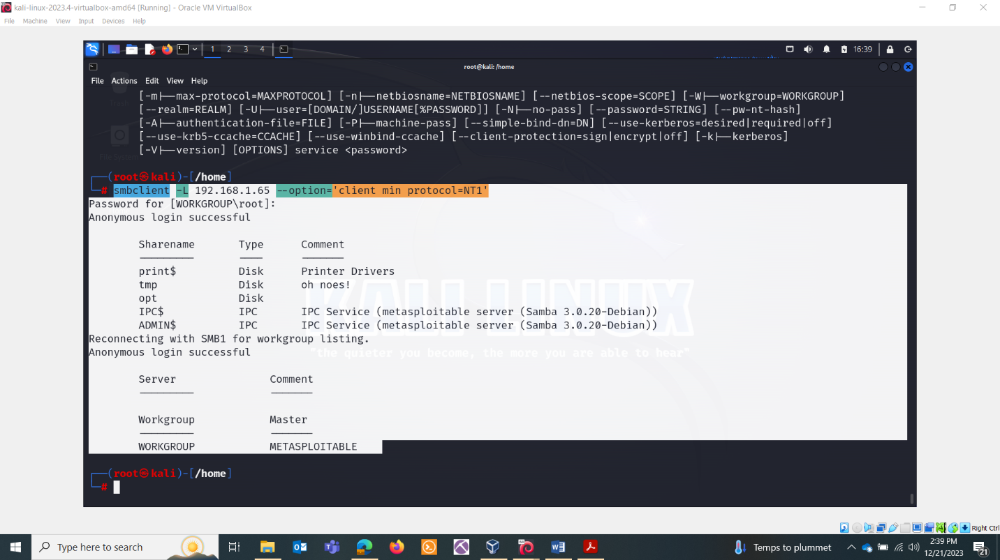 kali-linux-2023.4-virtualbox-amd64 [Running] - Oracle VM VirtualBox
File Machine View Input Devices Help
1 2 3 4 16:39
root@kali: /home
File Actions Edit View Help
[-m|--max-protocol=MAXPROTOCOL] [-n|--netbiosname=NETBIOSNAME] [--netbios-scope=SCOPE] [-W|--workgroup=WORKGROUP]
[--realm=REALM] [-U|--user=[DOMAIN/]USERNAME[%PASSWORD]] [-N|--no-pass] [--password=STRING] [--pw-nt-hash]
[-A|--authentication-file=FILE] [-P|--machine-pass] [--simple-bind-dn=DN] [--use-kerberos=desired|required|off]
[--use-krb5-ccache=CCACHE] [--use-winbind-ccache] [--client-protection=sign|encrypt|off] [-k|--kerberos]
[-V|--version] [OPTIONS] service <password>
File System
┌──(root㉿kali)-[/home]
└─# smbclient -L 192.168.1.65 --option='client min protocol=NT1'
Password for [WORKGROUP\root]:
Anonymous login successful
Sharename Type Comment
--------- ---- -------
print$ Disk Printer Drivers
tmp Disk oh noes!
opt Disk
IPC$ IPC IPC Service (metasploitable server (Samba 3.0.20-Debian))
ADMIN$ IPC IPC Service (metasploitable server (Samba 3.0.20-Debian))
KALI LINUX
Reconnecting with SMB1 for workgroup listing.
Anonymous login successful
"the quieter you become, the more you are able to hear"
Server Comment
--------- -------
Workgroup Master
--------- -------
WORKGROUP METASPLOITABLE
┌──(root㉿kali)-[/home]
└─#
Right Ctrl
Type here to search
Temps to plummet
2:39 PM
12/21/2023
21